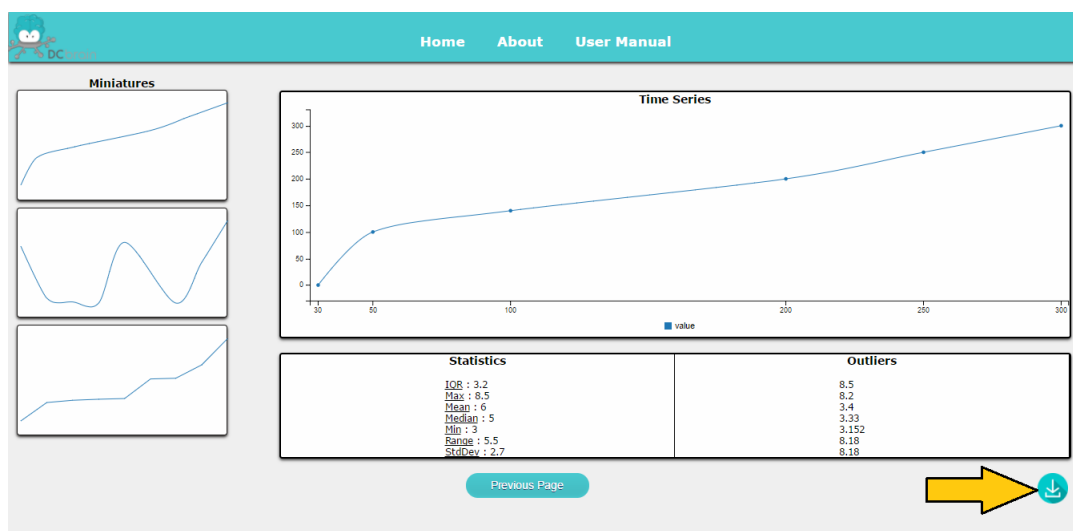 DC
Home About User Manual
Miniatures
Time Series
300
250
200
150
100
50
0
30 50 100 200 250 300
value
Statistics
IQR : 3.2
Max : 8.5
Mean : 6
Median : 5
Min : 3
Range : 5.5
StdDev : 2.7
Outliers
8.5
8.2
3.4
3.33
3.152
8.18
8.18
Previous Page